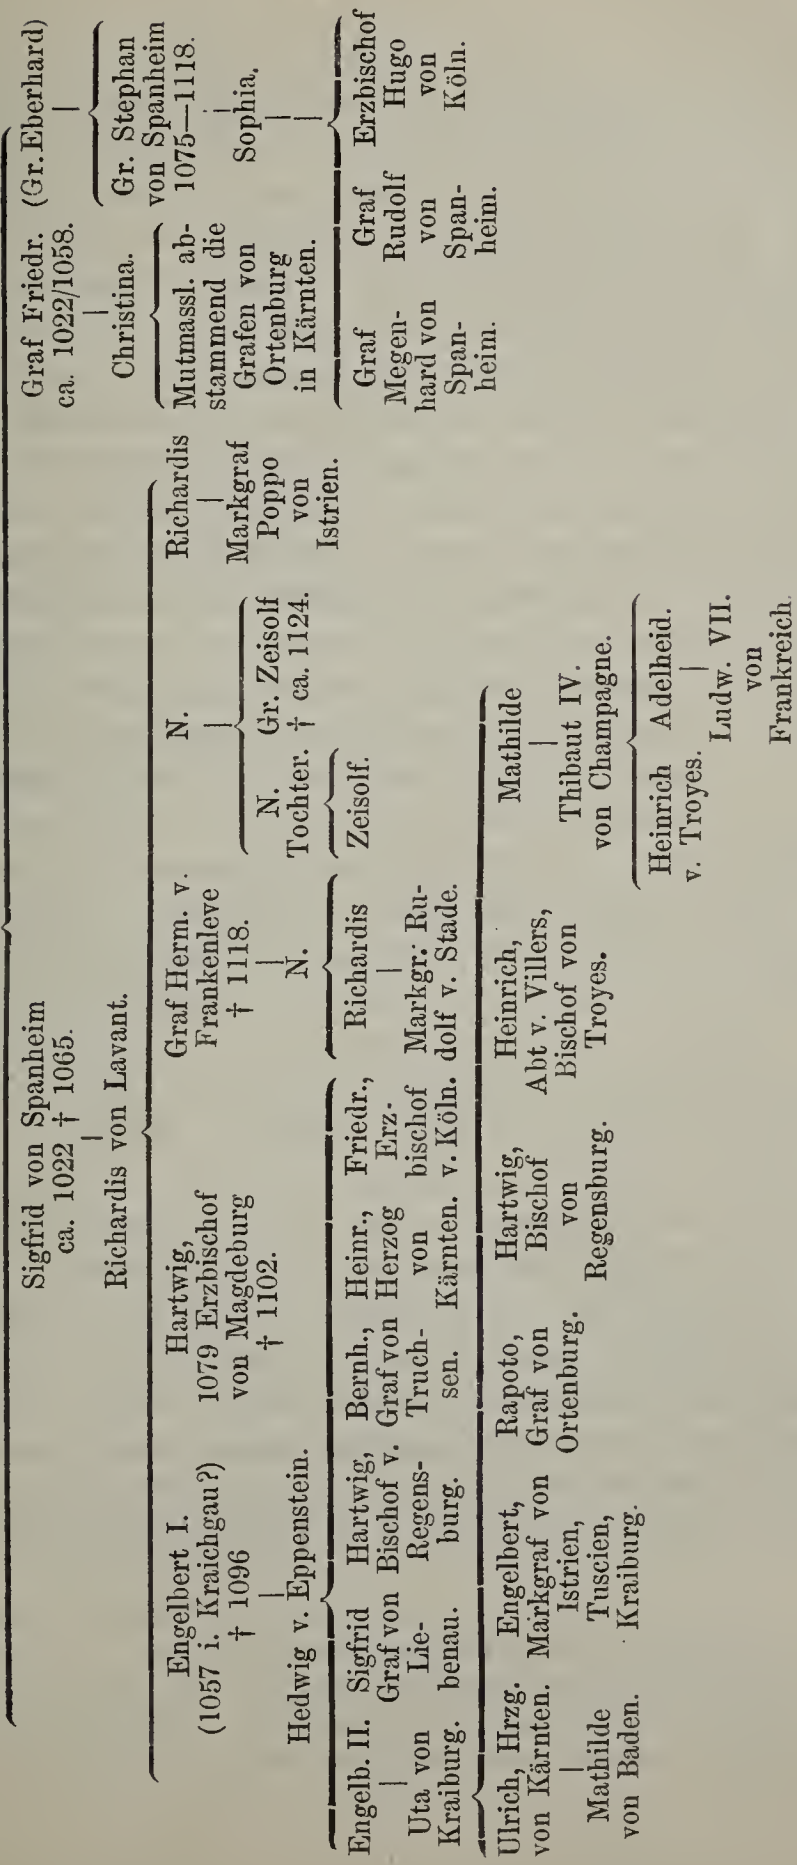 Sigfrid von Spanheim
ca. 1022 † 1065.
Richardis von Lavant.
Graf Friedr.
ca. 1022/1058.
Christina.
Mutmassl. ab-
stammend die
Grafen von
Ortenburg
in Kärnten.
(Gr. Eberhard)
Gr. Stephan
von Spanheim
1075—1118.
Sophia.
Graf
Megen-
hard von
Span-
heim.
Graf
Rudolf
von
Span-
heim.
Erzbischof
Hugo
von
Köln.
Engelbert I.
(1057 i. Kraichgau?)
† 1096
Hedwig v. Eppenstein.
Hartwig,
1079 Erzbischof
von Magdeburg
† 1102.
Graf Herm. v.
Frankenleve
† 1118.
N.
Richardis
Markgr. Ru-
dolf v. Stade.
N.
N.
Tochter.
Zeisolf.
Gr. Zeisolf
† ca. 1124.
Richardis
Markgraf
Poppo
von
Istrien.
Engelb. II.
Uta von
Kraiburg.
Sigfrid
Graf von
Lie-
benau.
Hartwig,
Bischof v.
Regens-
burg.
Bernh.,
Graf von
Truch-
sen.
Heinr.,
Herzog
von
Kärnten.
Friedr.,
Erz-
bischof
v. Köln.
Ulrich, Hrzg.
von Kärnten.
Mathilde
von Baden.
Engelbert,
Markgraf von
Istrien,
Tuscien,
Kraiburg.
Rapoto,
Graf von
Ortenburg.
Hartwig,
Bischof
von
Regensburg.
Heinrich,
Abt v. Villers,
Bischof von
Troyes.
Mathilde
Thibaut IV.
von Champagne.
Heinrich
v. Troyes.
Adelheid.
Ludw. VII.
von
Frankreich.